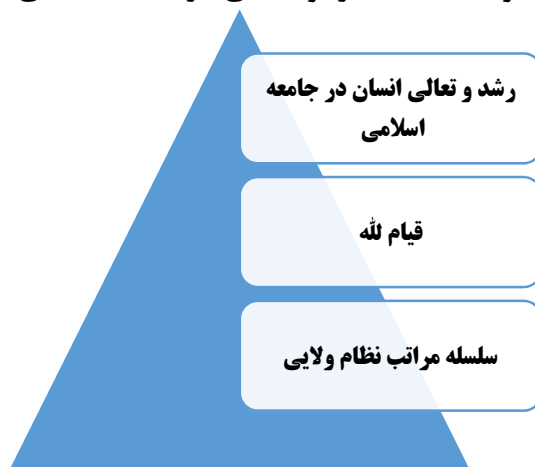 رشد و تعالی انسان در جامعه
اسلامی
قیام لله
سلسله مراتب نظام ولایی